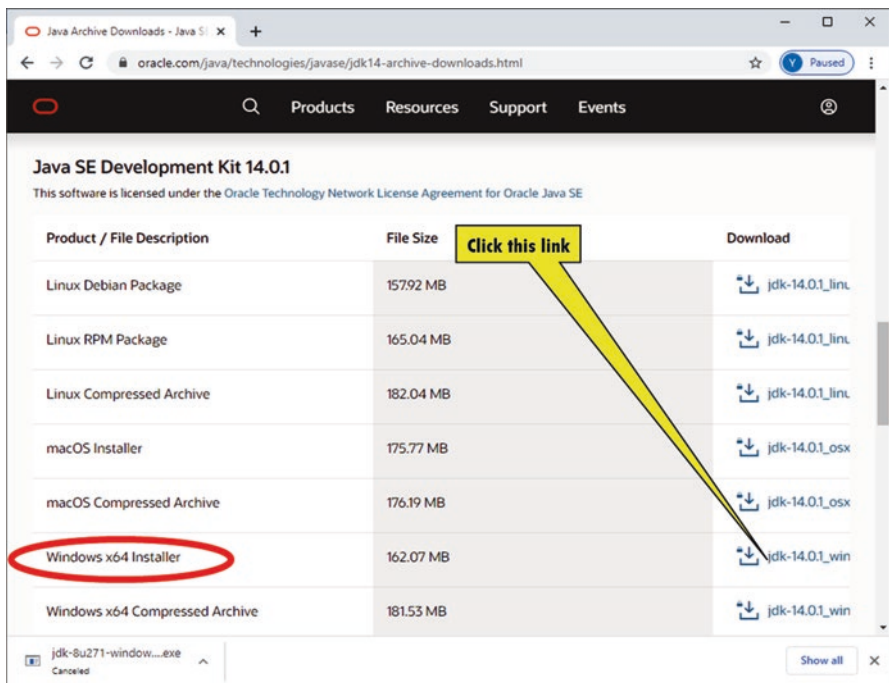 Java Archive Downloads - Java S
oracle.com/java/technologies/javase/jdk14-archive-downloads.html
Y Paused
Products Resources Support Events
Java SE Development Kit 14.0.1
This software is licensed under the Oracle Technology Network License Agreement for Oracle Java SE
Product / File Description File Size Download
Click this link
Linux Debian Package 157.92 MB jdk-14.0.1_linu
Linux RPM Package 165.04 MB jdk-14.0.1_linu
Linux Compressed Archive 182.04 MB jdk-14.0.1_linu
macOS Installer 175.77 MB jdk-14.0.1_osx
macOS Compressed Archive 176.19 MB jdk-14.0.1_osx
Windows x64 Installer 162.07 MB jdk-14.0.1_win
Windows x64 Compressed Archive 181.53 MB jdk-14.0.1_win
jdk-8u271-window....exe
Canceled
Show all